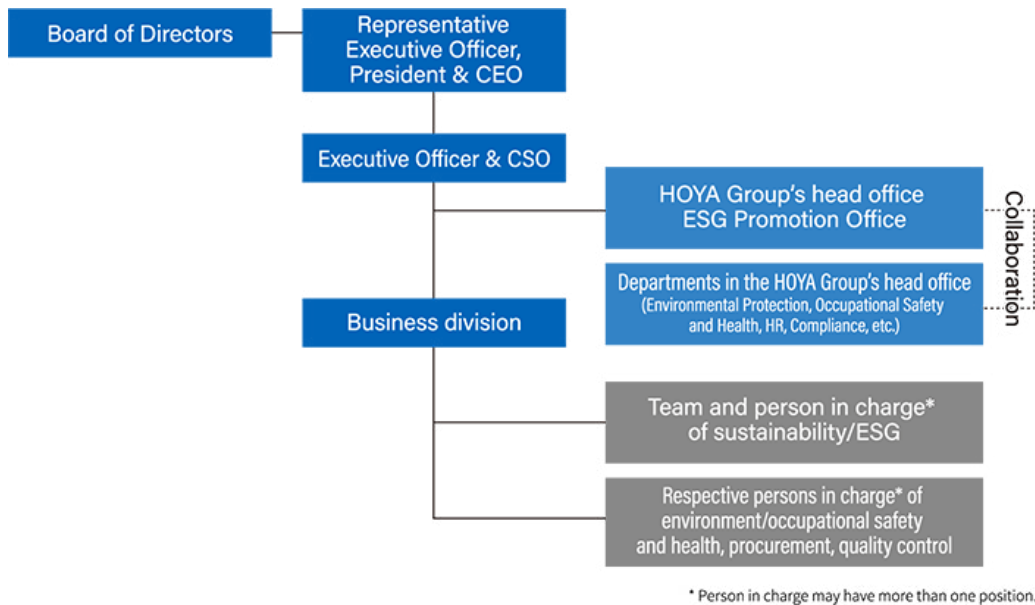 Board of Directors
Representative
Executive Officer,
President & CEO
Executive Officer & CSO
HOYA Group's head office
ESG Promotion Office
Collaboration
Departments in the HOYA Group's head office
(Environmental Protection, Occupational Safety
and Health, HR, Compliance, etc.)
Business division
Team and person in charge*
of sustainability/ESG
Respective persons in charge* of
environment/occupational safety
and health, procurement, quality control
* Person in charge may have more than one position.